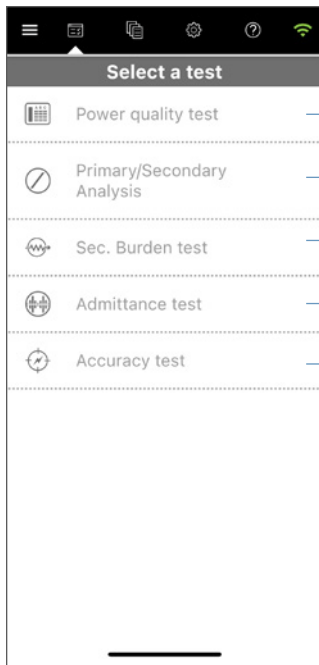 Select a test
Power quality test
Primary/Secondary
Analysis
Sec. Burden test
Admittance test
Accuracy test